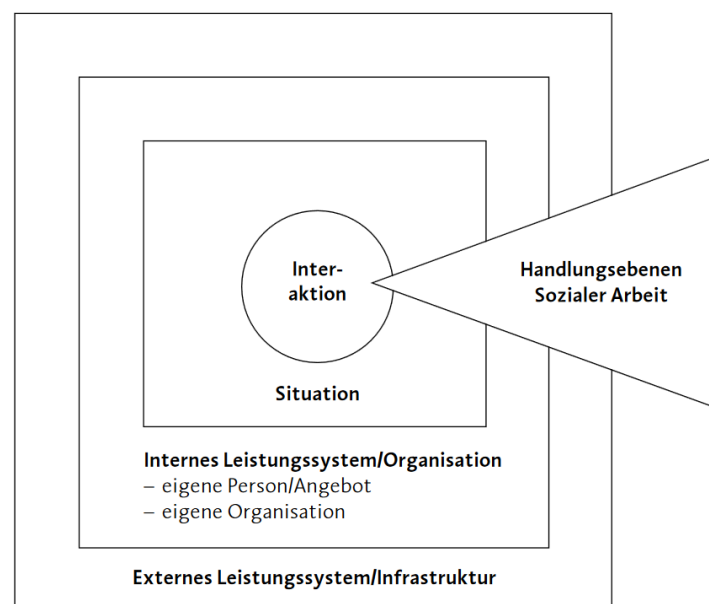 Inter-
aktion
Handlungsebenen
Sozialer Arbeit
Situation
Internes Leistungssystem/Organisation
– eigene Person/Angebot
– eigene Organisation
Externes Leistungssystem/Infrastruktur